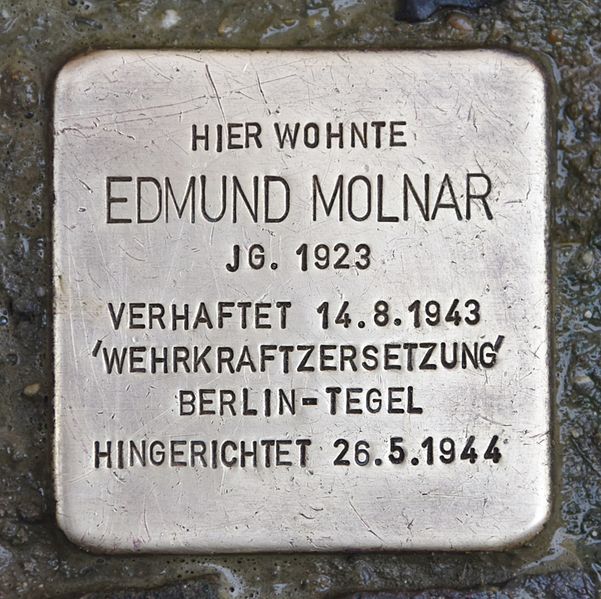 HIER WOHNTE
EDMUND MOLNAR
JG. 1923
VERHAFTET 14.8.1943
'WEHRKRAFTZERSETZUNG'
BERLIN-TEGEL
HINGERICHTET 26.5.1944